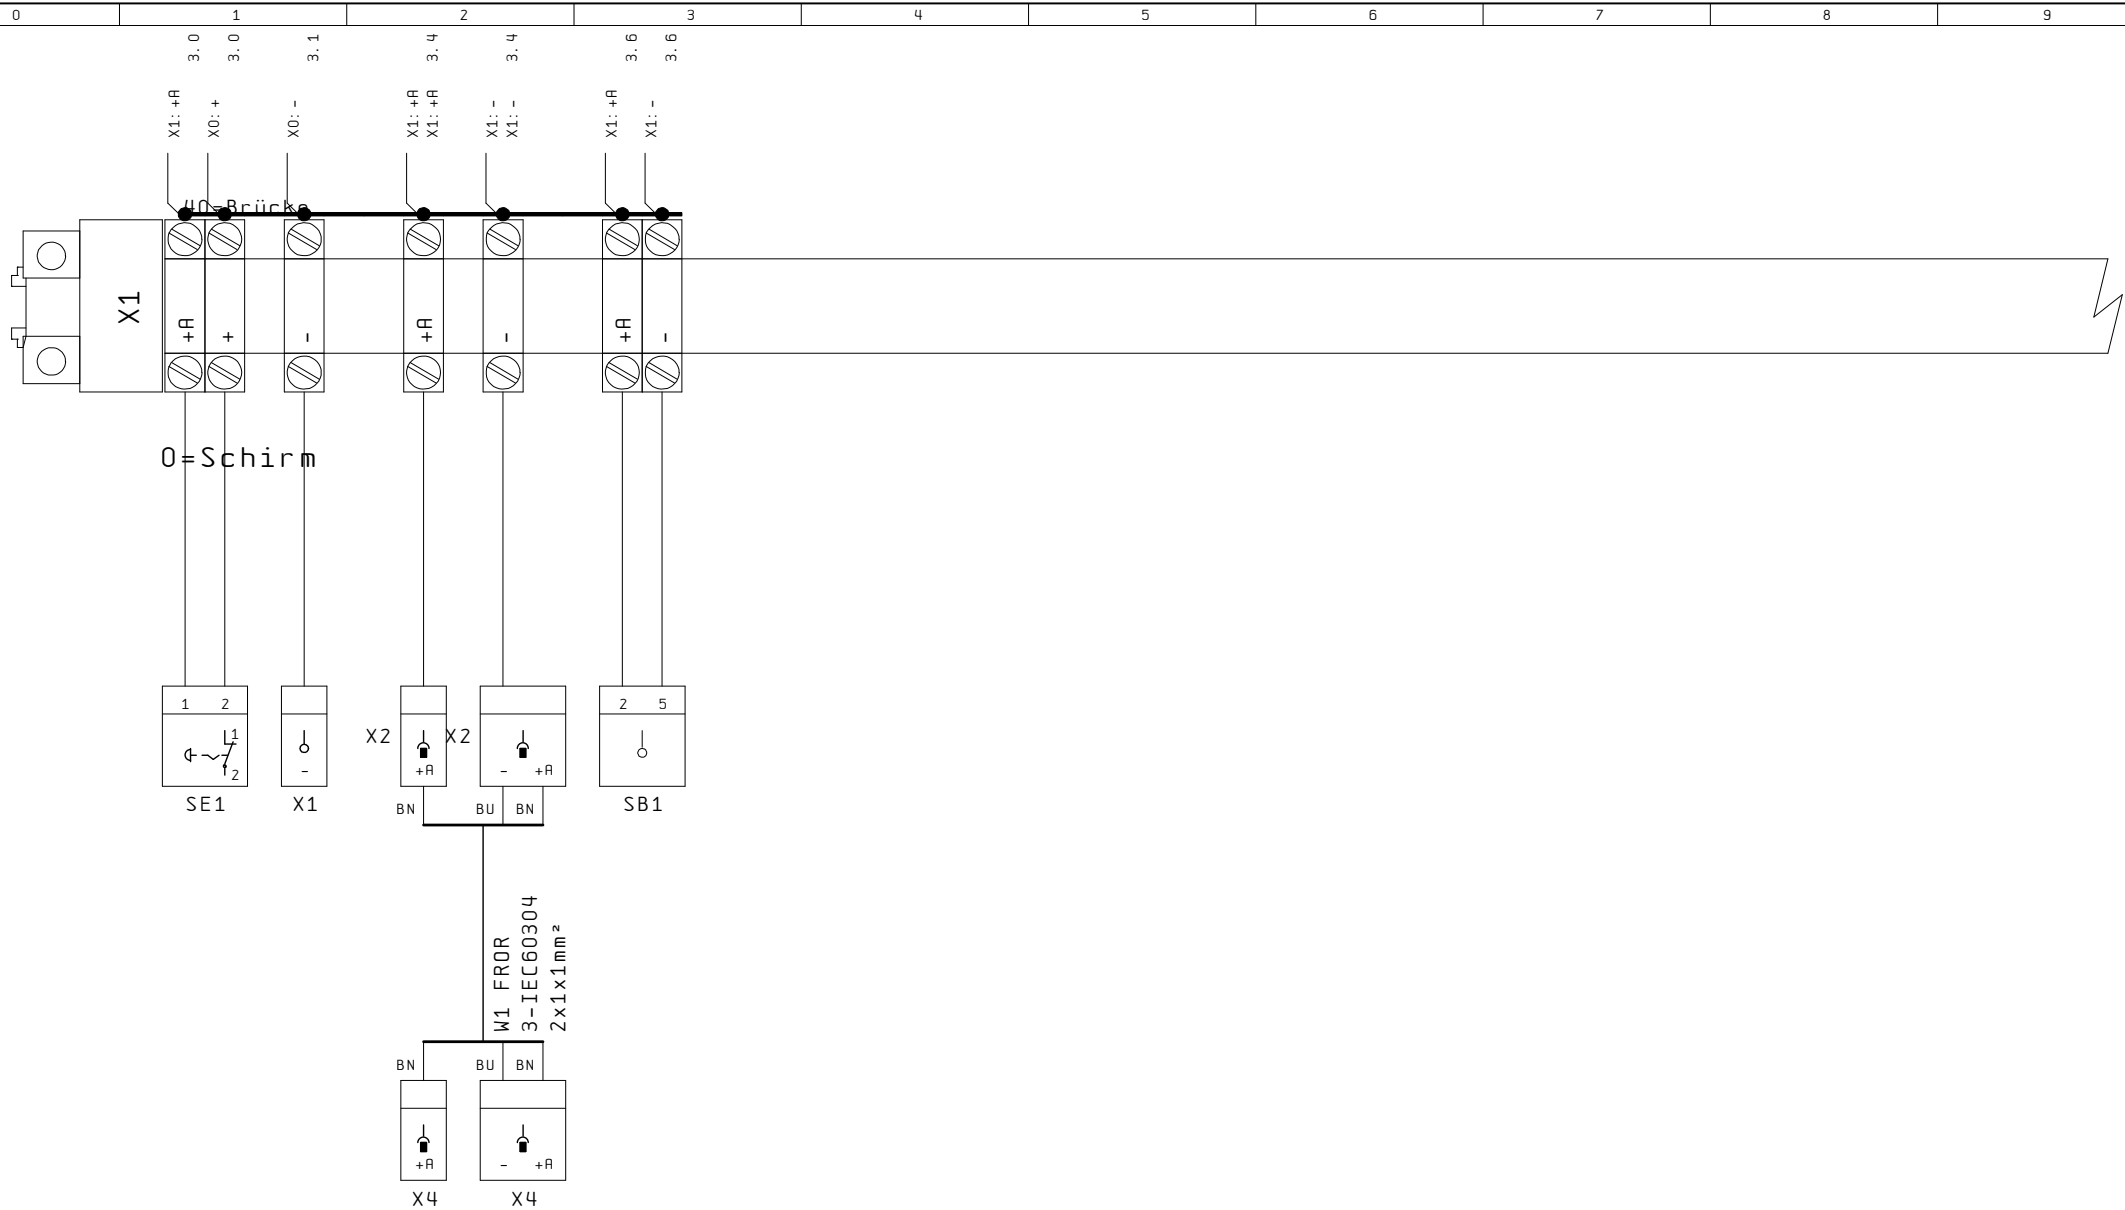 0 1 2 3 4 5 6 7 8 9
3.0 3.0 3.1 3.4 3.4 3.6 3.6
X1:+A X0:+ X0:- X1:+A X1:+A X1:- X1:- X1:+A X1:-
40=Brücke
X1
+A + - +A - +A -
0=Schirm
1 2
2 5
1
2
X2 X2
- +A - +A
SE1 X1 SB1
BN BU BN
W1 FROR
3-IEC60304
2x1x1mm²
BN BU BN
+A - +A
X4 X4